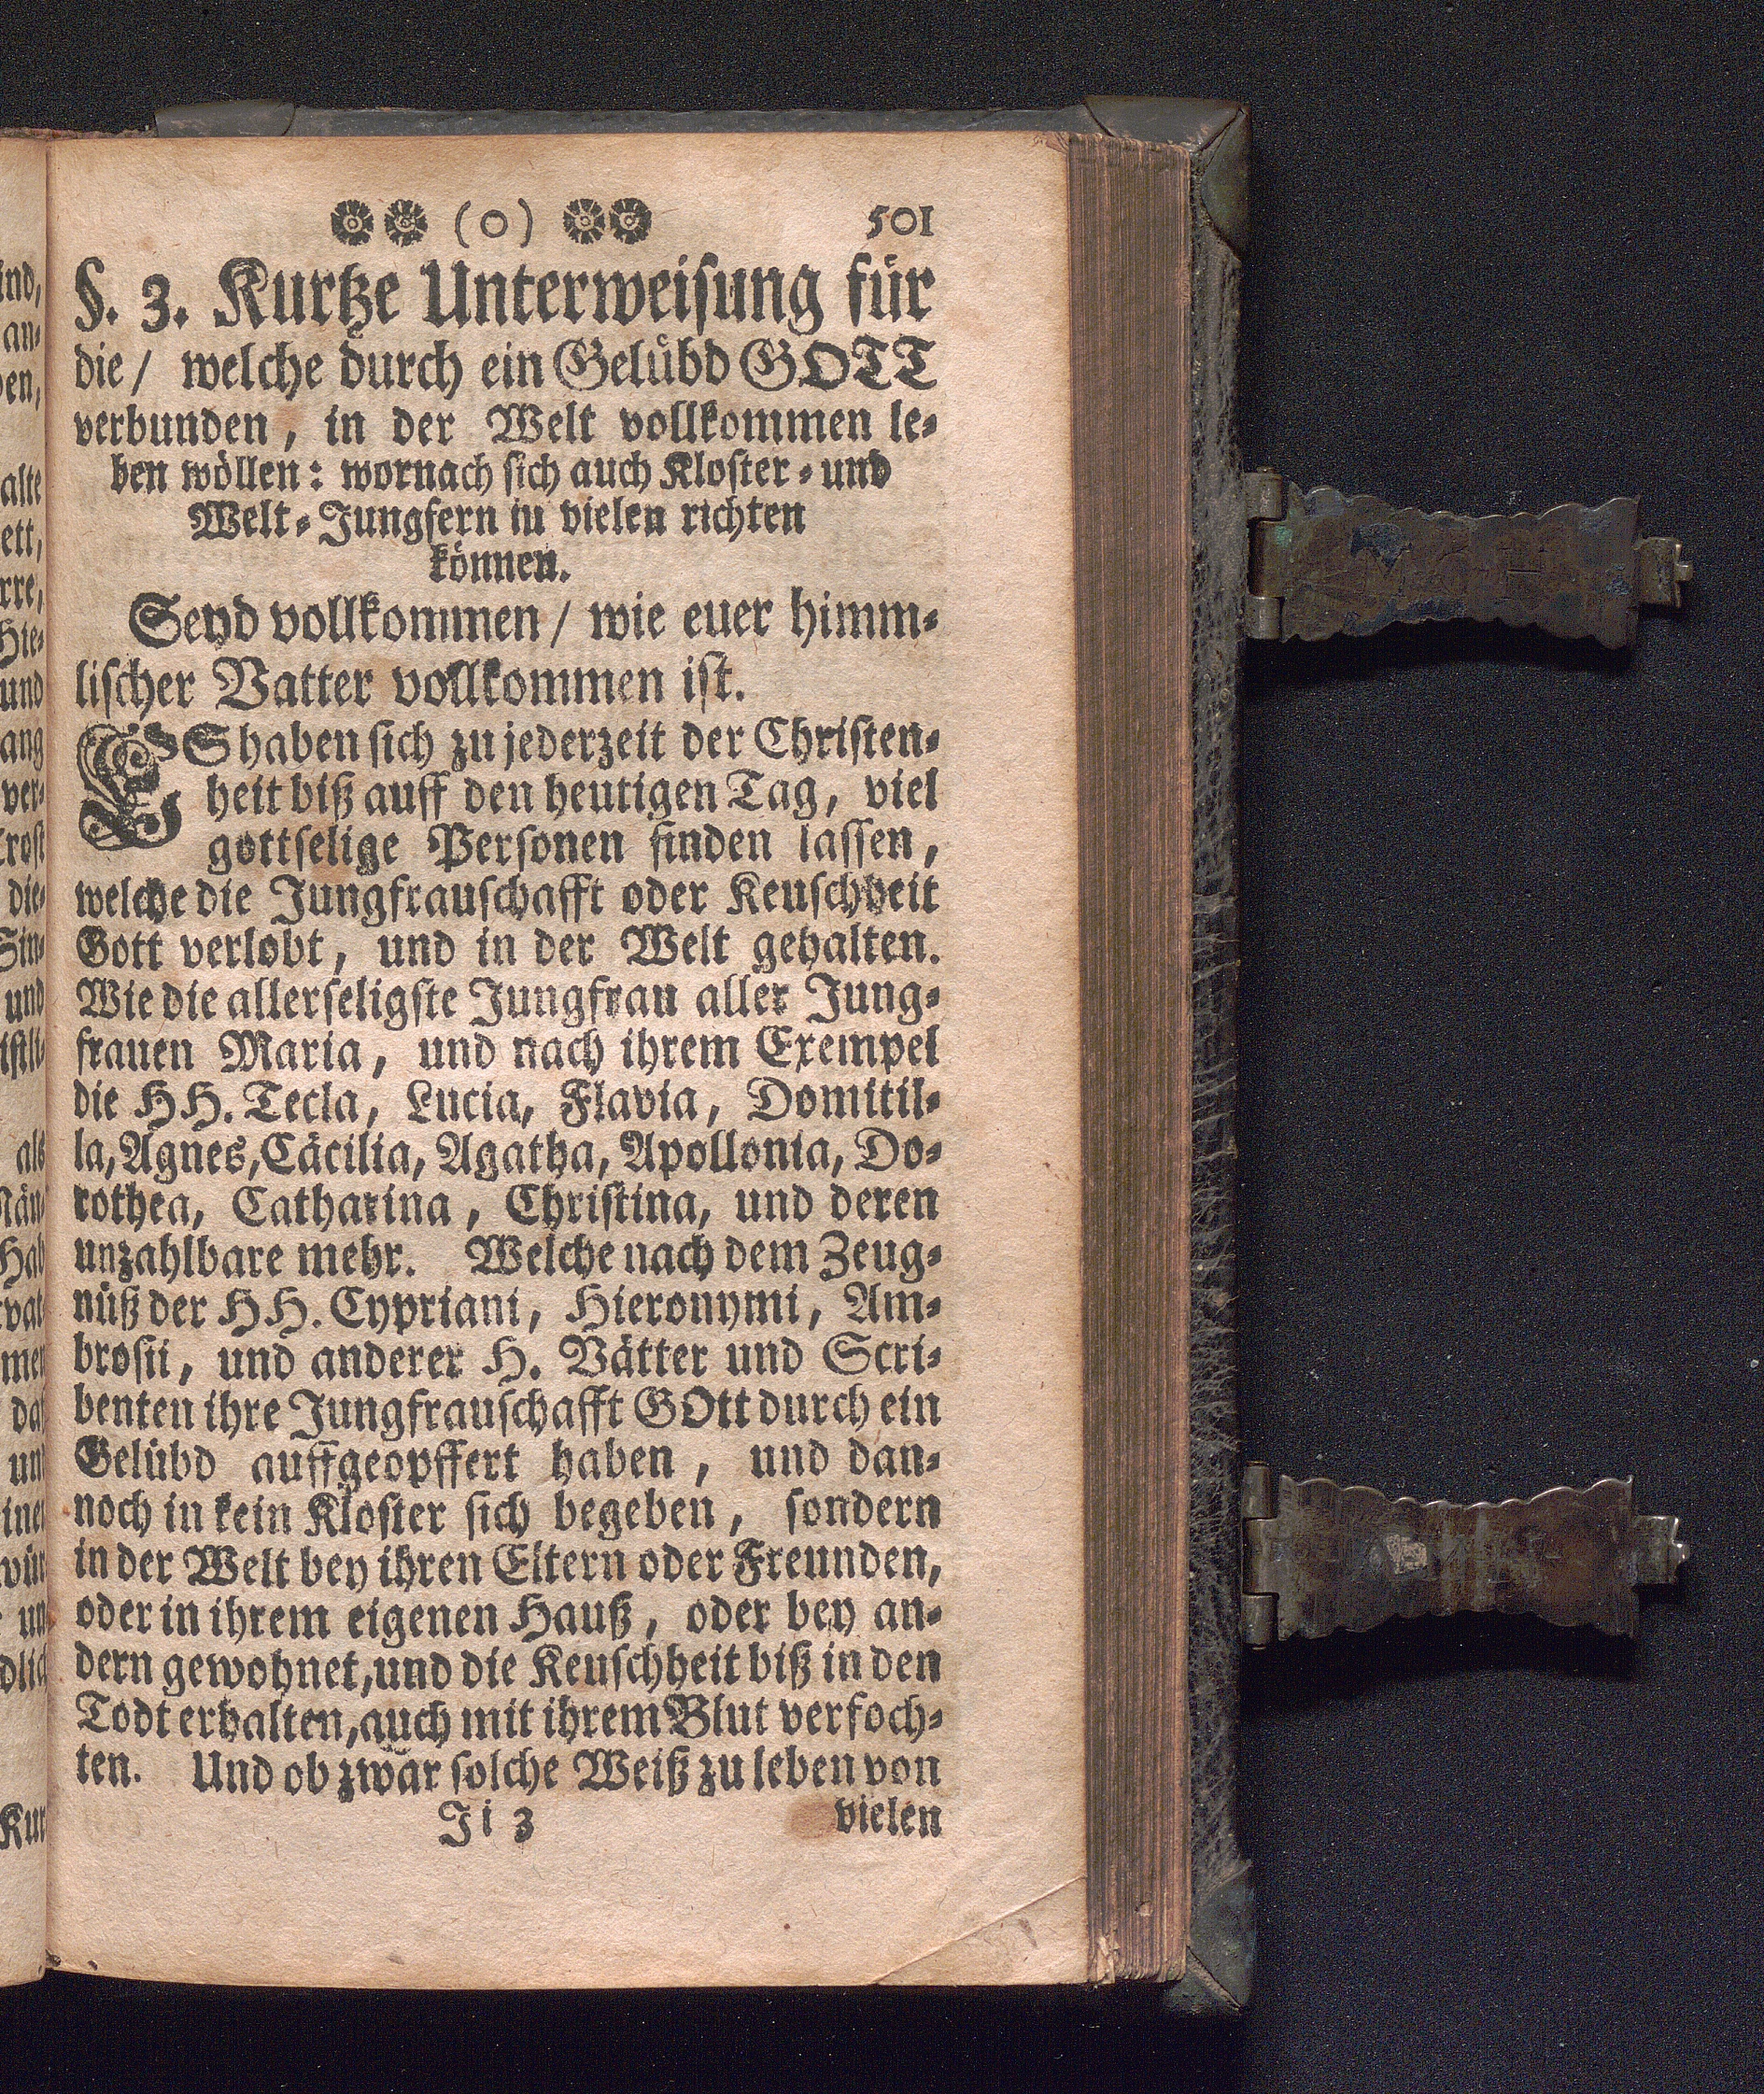 (o) 501
§. 3. Kurtze Unterweisung für
die / welche durch ein Gelübd GOTT
verbunden, in der Welt vollkommen le-
ben wöllen: wornach sich auch Kloster- und
Welt-Jungfern in vielen richten
können.
Seyd vollkommen / wie euer himm-
lischer Vatter vollkommen ist.
ES haben sich zu jederzeit der Christen-
heit biß auff den heutigen Tag, viel
gottselige Personen finden lassen,
welche die Jungfrauschafft oder Keuschheit
Gott verlobt, und in der Welt gehalten.
Wie die allerseligste Jungfrau aller Jung-
frauen Maria, und nach ihrem Exempel
die HH. Tecla, Lucia, Flavia, Domitil-
la, Agnes, Cäcilia, Agatha, Apollonia, Do-
rothea, Catharina, Christina, und deren
unzahlbare mehr. Welche nach dem Zeug-
nüß der HH. Cypriani, Hieronymi, Am-
brosii, und anderer H. Vätter und Scri-
benten ihre Jungfrauschafft GOtt durch ein
Gelübd auffgeopffert haben, und dan-
noch in kein Kloster sich begeben, sondern
in der Welt bey ihren Eltern oder Freunden,
oder in ihrem eigenen Hauß, oder bey an-
dern gewohnet, und die Keuschheit biß in den
Todt erhalten, auch mit ihrem Blut verfoch-
ten. Und ob zwar solche Weiß zu leben von
Ji 3 vielen